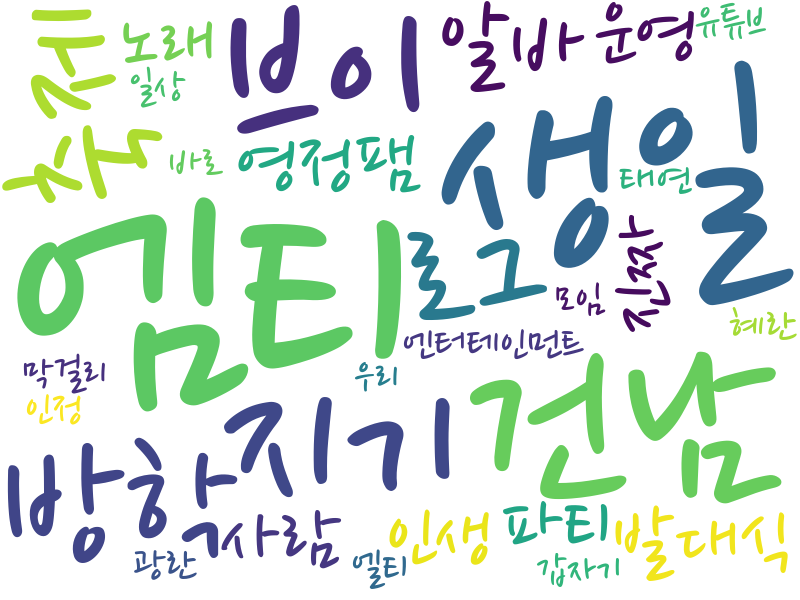 노래
브이
알바
운영
유튜브
일상
생일
바로
영정팸
태연
엠티
로그
진짜
모임
혜란
엔터테인먼트
막걸리
우리
인정
건남
방학
지기
사람
인생
파티
발대식
광란
엘티
갑자기